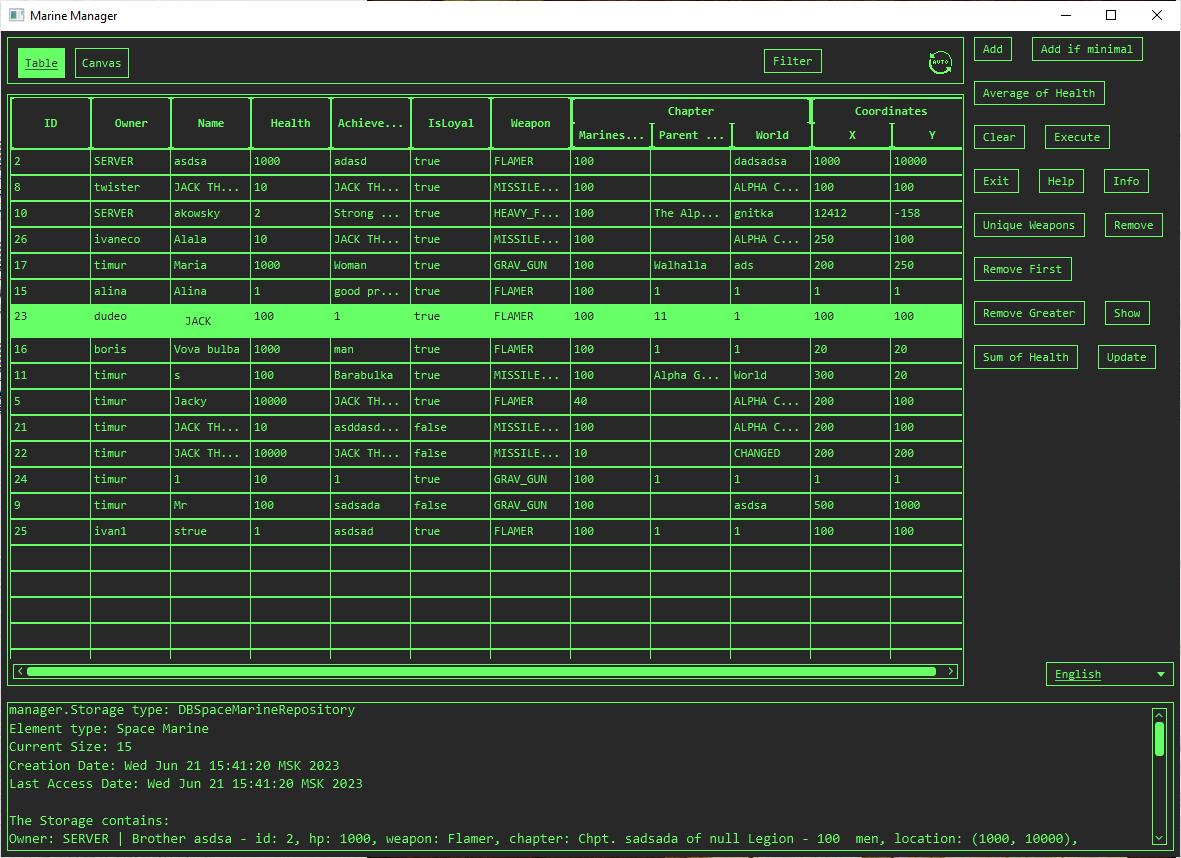 Marine Manager
Table Canvas Filter AUTO Add Add if minimal
Average of Health
Clear Execute
Exit Help Info
Unique Weapons Remove
Remove First
Remove Greater Show
Sum of Health Update
ID Owner Name Health Achieve... IsLoyal Weapon Chapter Coordinates
Marines... Parent ... World X Y
2 SERVER asdsa 1000 adasd true FLAMER 100 dadsadsa 1000 10000
8 twister JACK TH... 10 JACK TH... true MISSILE... 100 ALPHA C... 100 100
10 SERVER akowsky 2 Strong ... true HEAVY_F... 100 The Alp... gnitka 12412 -158
26 ivaneco Alala 10 JACK TH... true MISSILE... 100 ALPHA C... 250 100
17 timur Maria 1000 Woman true GRAV_GUN 100 Walhalla ads 200 250
15 alina Alina 1 good pr... true FLAMER 100 1 1 1 1
23 dudeo JACK 100 1 true FLAMER 100 11 1 100 100
16 boris Vova bulba 1000 man true FLAMER 100 1 1 20 20
11 timur s 100 Barabulka true MISSILE... 100 Alpha G... World 300 20
5 timur Jacky 10000 JACK TH... true FLAMER 40 ALPHA C... 200 100
21 timur JACK TH... 10 asddasd... false MISSILE... 100 ALPHA C... 200 100
22 timur JACK TH... 10000 JACK TH... false MISSILE... 10 CHANGED 200 200
24 timur 1 10 1 true GRAV_GUN 100 1 1 1 1
9 timur Mr 100 sadsada false GRAV_GUN 100 asdsa 500 1000
25 ivan1 strue 1 asdsad true FLAMER 100 1 1 100 100
English
manager.Storage type: DBSpaceMarineRepository
Element type: Space Marine
Current Size: 15
Creation Date: Wed Jun 21 15:41:20 MSK 2023
Last Access Date: Wed Jun 21 15:41:20 MSK 2023
The Storage contains:
Owner: SERVER | Brother asdsa - id: 2, hp: 1000, weapon: Flamer, chapter: Chpt. sadsada of null Legion - 100 men, location: (1000, 10000),